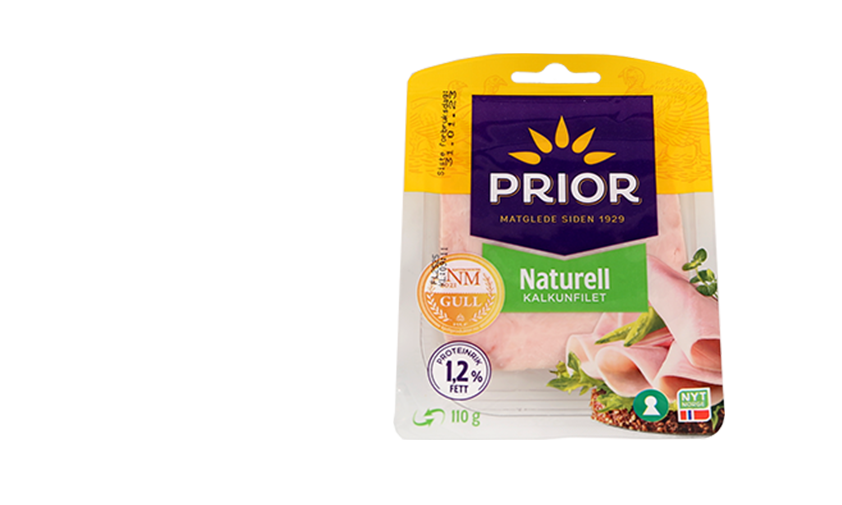 Siste forbruksdag:
31.01.23
PRIOR
MATGLEDE SIDEN 1929
NM
GULL
Naturell
KALKUNFILET
PROTEINRIK
1,2%
FETT
110 g
NYT
NORGE